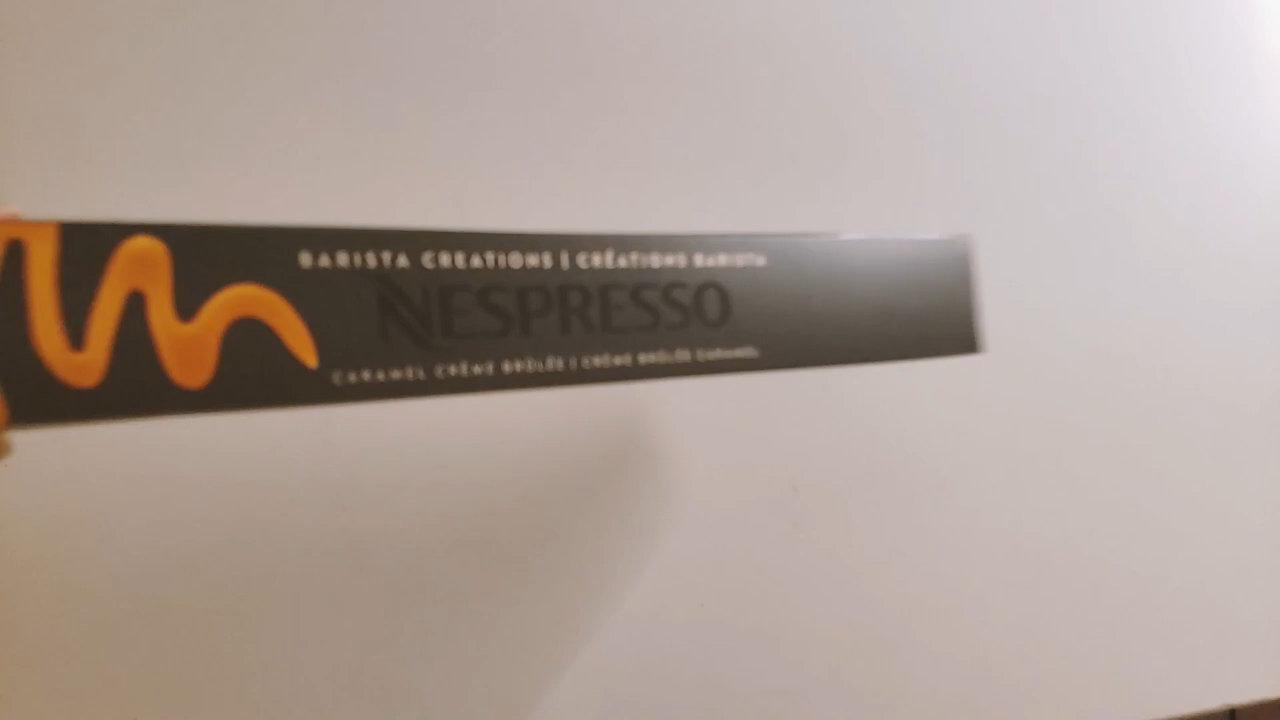 BARISTA CREATIONS | CRÉATIONS BARISTA
NESPRESSO
CARAMEL CRÈME BRÛLÉE | CRÈME BRÛLÉE CARAMEL